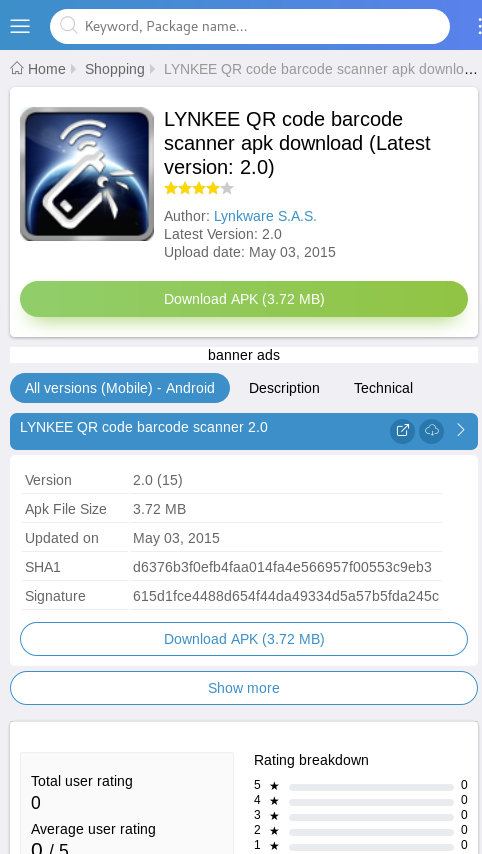 Keyword, Package name...
Home Shopping LYNKEE QR code barcode scanner apk downlo...
LYNKEE QR code barcode
scanner apk download (Latest
version: 2.0)
Author: Lynkware S.A.S.
Latest Version: 2.0
Upload date: May 03, 2015
Download APK (3.72 MB)
banner ads
All versions (Mobile) - Android Description Technical
LYNKEE QR code barcode scanner 2.0
Version 2.0 (15)
Apk File Size 3.72 MB
Updated on May 03, 2015
SHA1 d6376b3f0efb4faa014fa4e566957f00553c9eb3
Signature 615d1fce4488d654f44da49334d5a57b5fda245c
Download APK (3.72 MB)
Show more
Total user rating
0
Average user rating
0 / 5
Rating breakdown
5 ★ 0
4 ★ 0
3 ★ 0
2 ★ 0
1 ★ 0